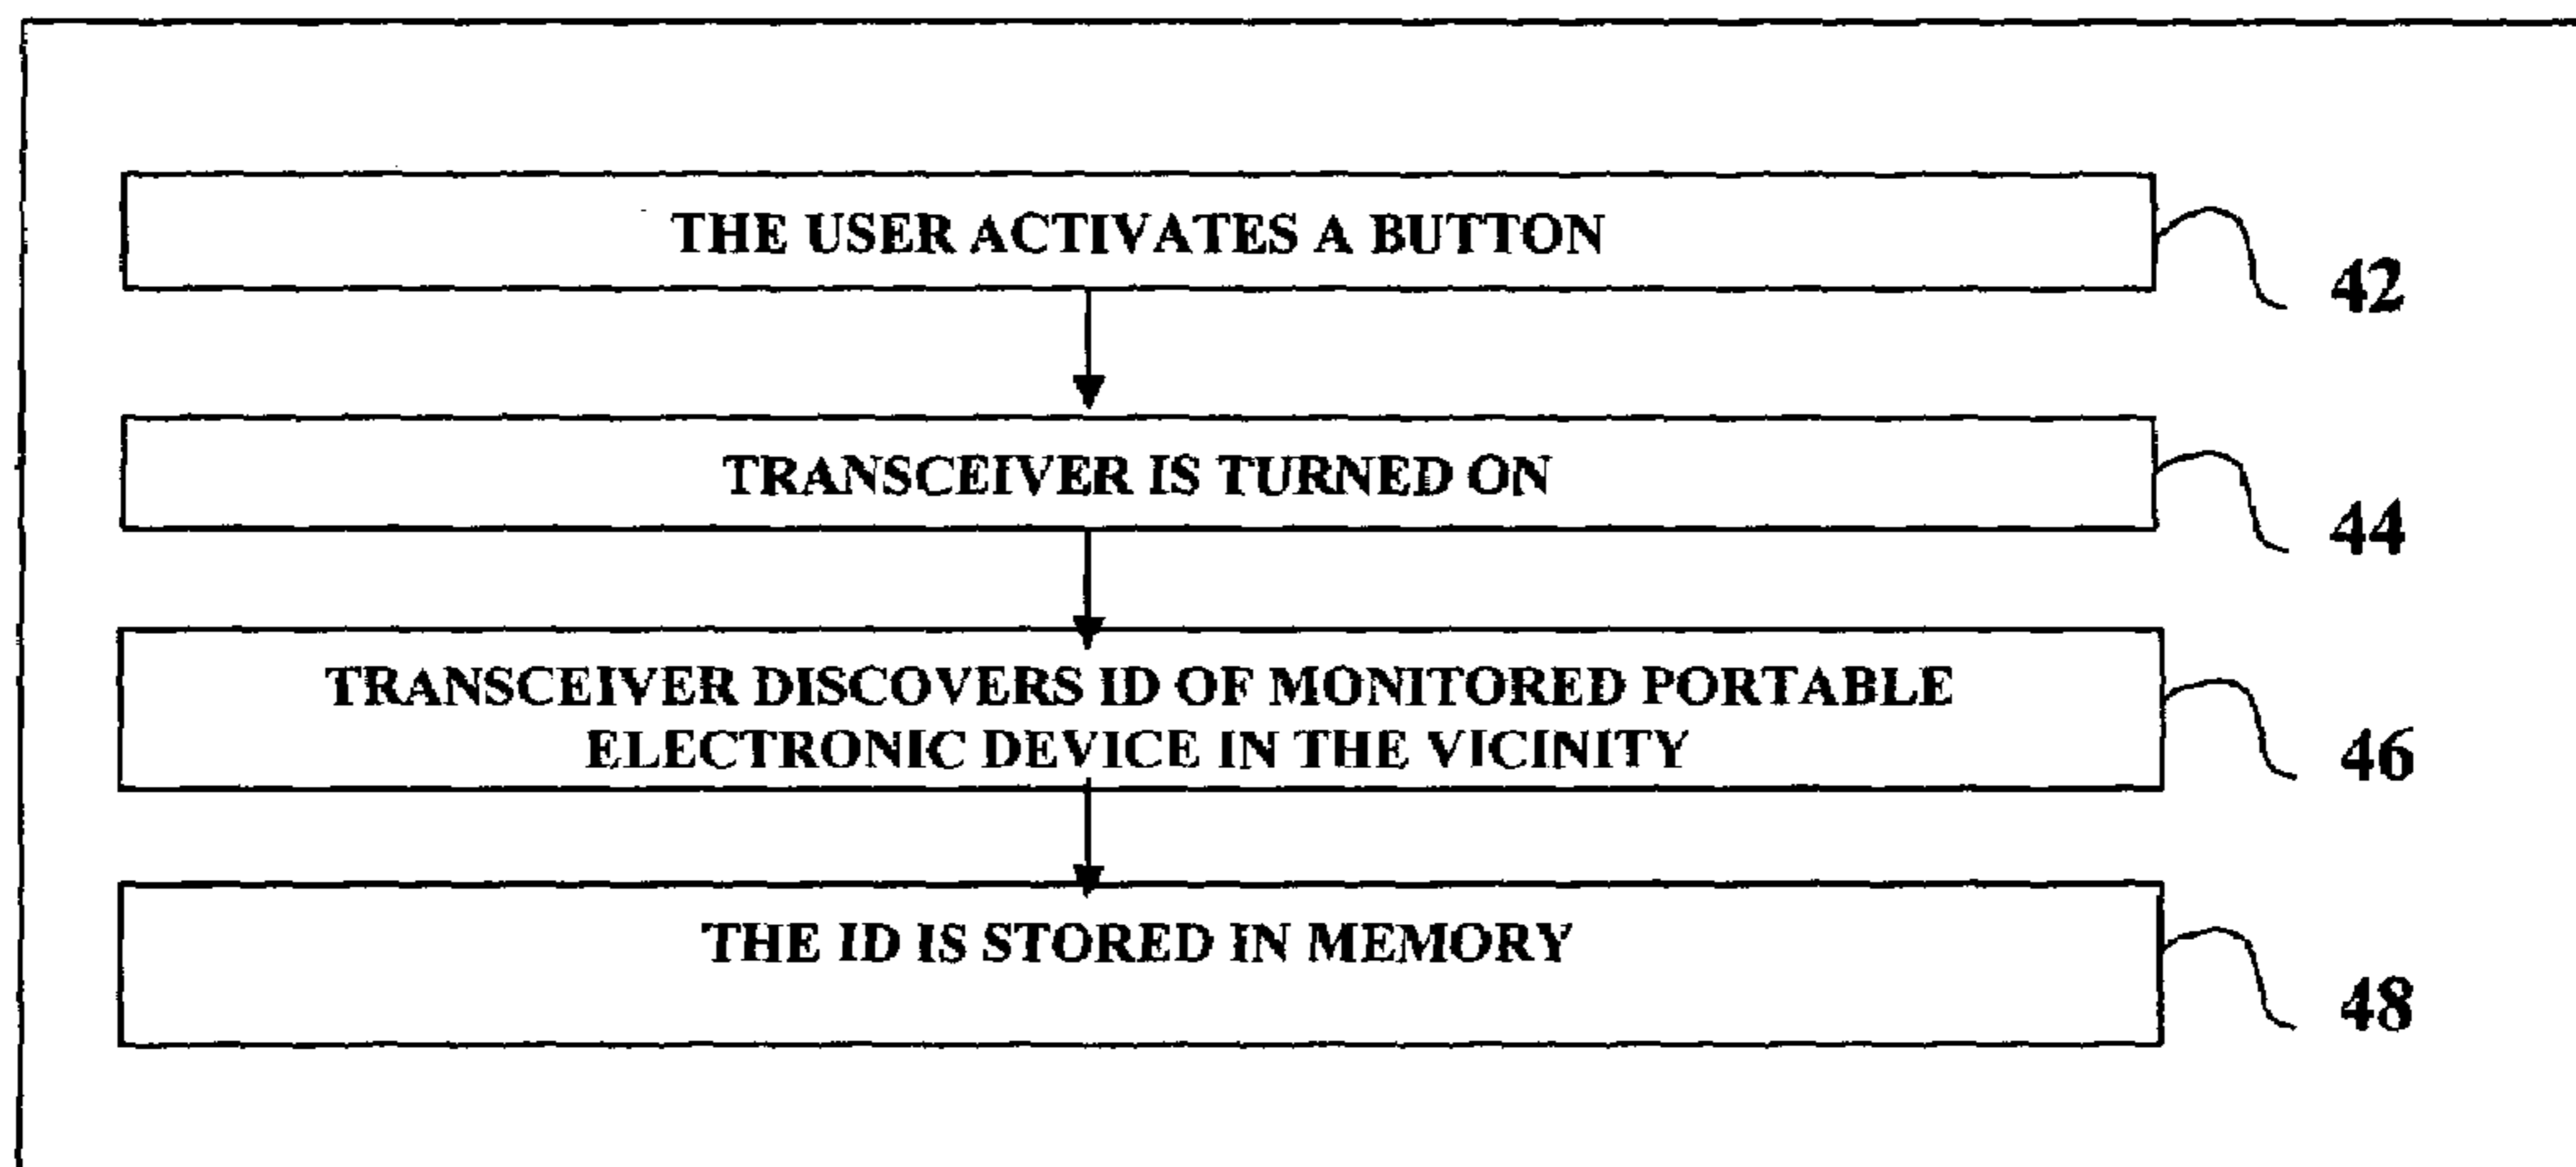 THE USER ACTIVATES A BUTTON
42
TRANSCEIVER IS TURNED ON
44
TRANSCEIVER DISCOVERS ID OF MONITORED PORTABLE
ELECTRONIC DEVICE IN THE VICINITY
46
THE ID IS STORED IN MEMORY
48